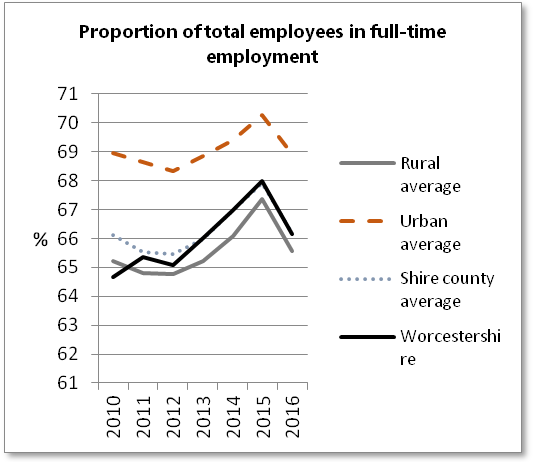 Proportion of total employees in full-time
employment
71
70
69
68
67
66
65
64
63
62
61
%
2010
2011
2012
2013
2014
2015
2016
Rural
average
Urban
average
Shire county
average
Worcestershi
re